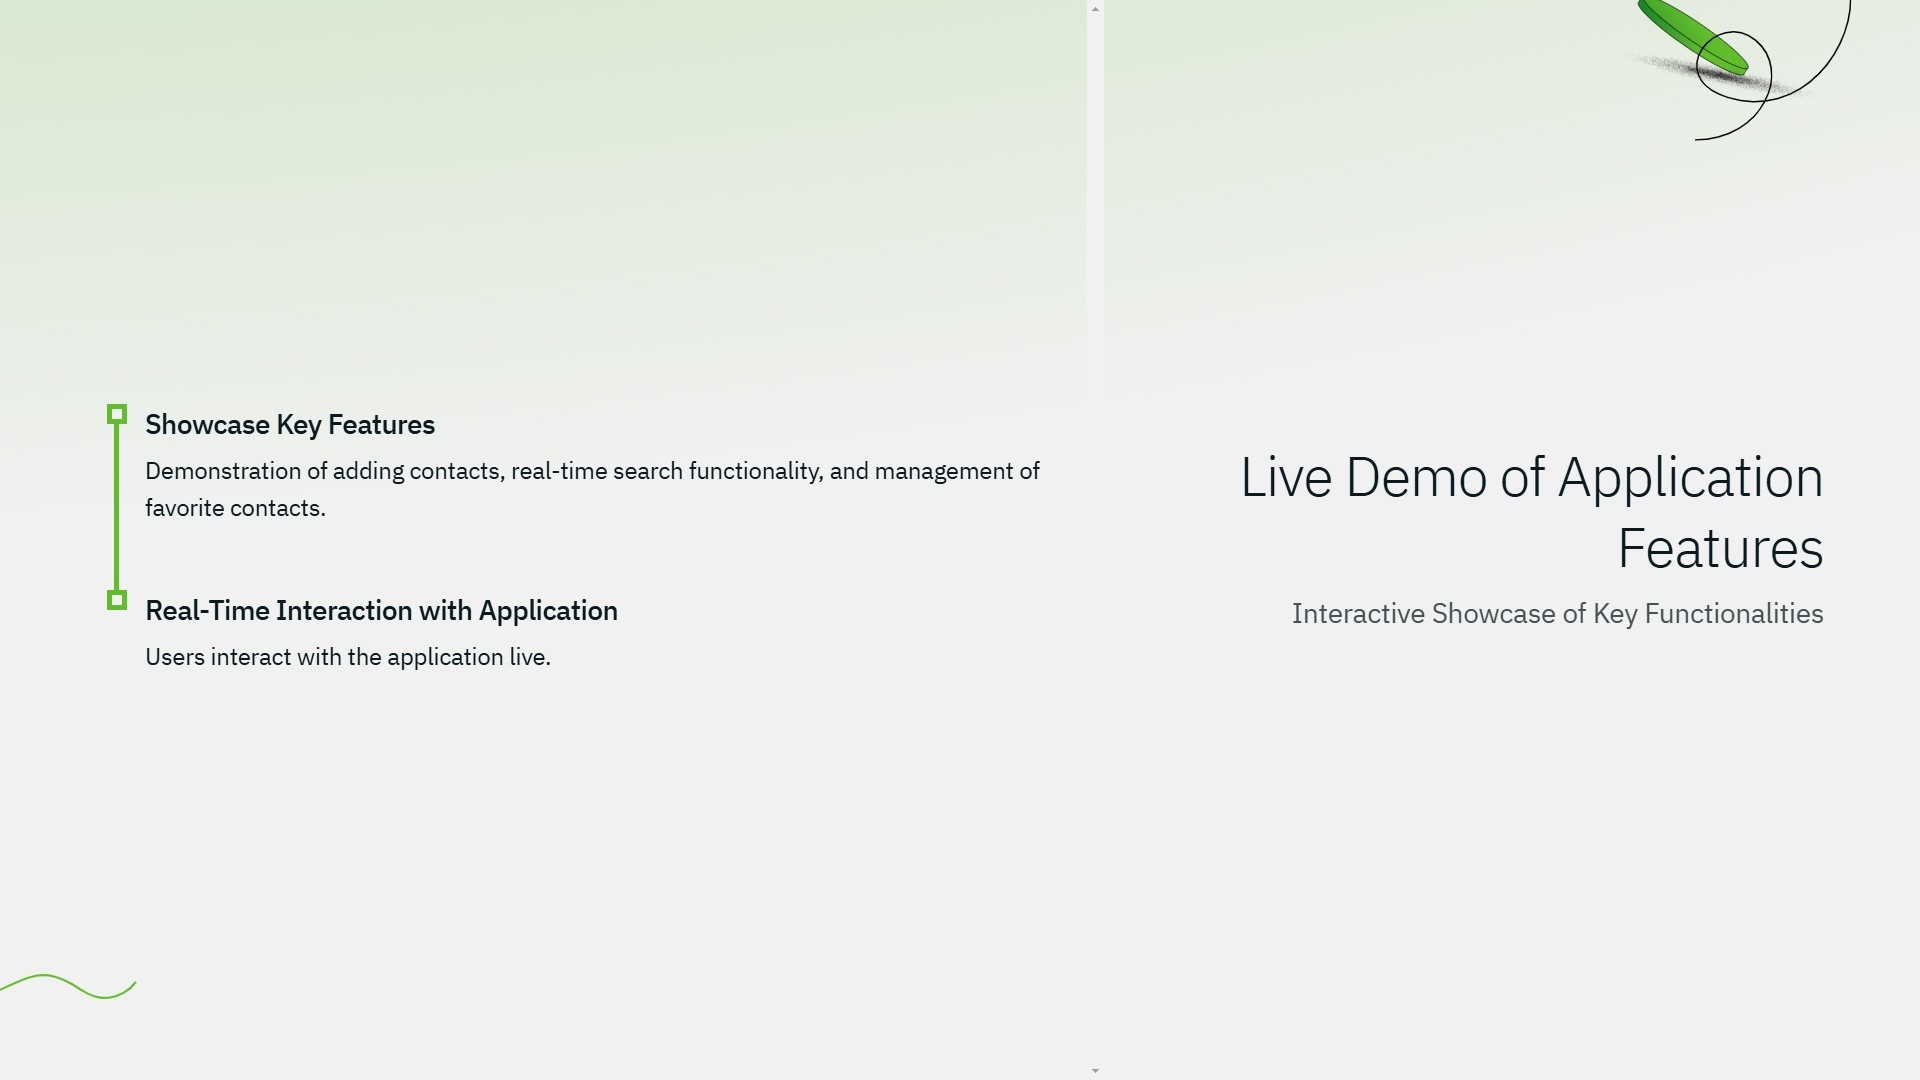 Showcase Key Features
Demonstration of adding contacts, real-time search functionality, and management of
favorite contacts.
Real-Time Interaction with Application
Users interact with the application live.
Live Demo of Application
Features
Interactive Showcase of Key Functionalities